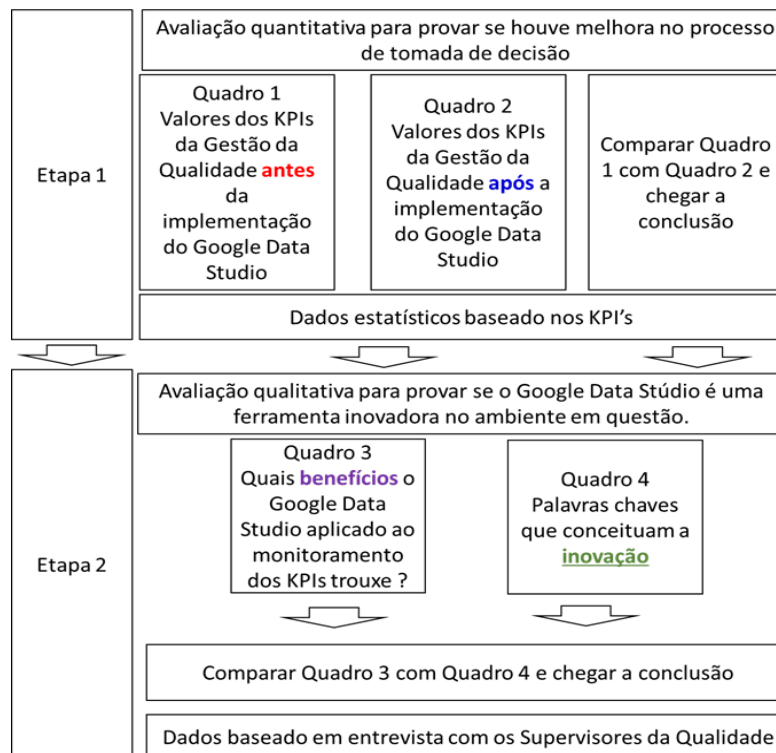 Avaliação quantitativa para provar se houve melhora no processo
de tomada de decisão
Etapa 1
Quadro 1
Valores dos KPIs
da Gestão da
Qualidade antes
da
implementação
do Google Data
Studio
Quadro 2
Valores dos KPIs
da Gestão da
Qualidade após a
implementação
do Google Data
Studio
Comparar Quadro
1 com Quadro 2 e
chegar a
conclusão
Dados estatísticos baseado nos KPI’s
Avaliação qualitativa para provar se o Google Data Stúdio é uma
ferramenta inovadora no ambiente em questão.
Etapa 2
Quadro 3
Quais benefícios o
Google Data
Studio aplicado ao
monitoramento
dos KPIs trouxe ?
Quadro 4
Palavras chaves
que conceituam a
inovação
Comparar Quadro 3 com Quadro 4 e chegar a conclusão
Dados baseado em entrevista com os Supervisores da Qualidade